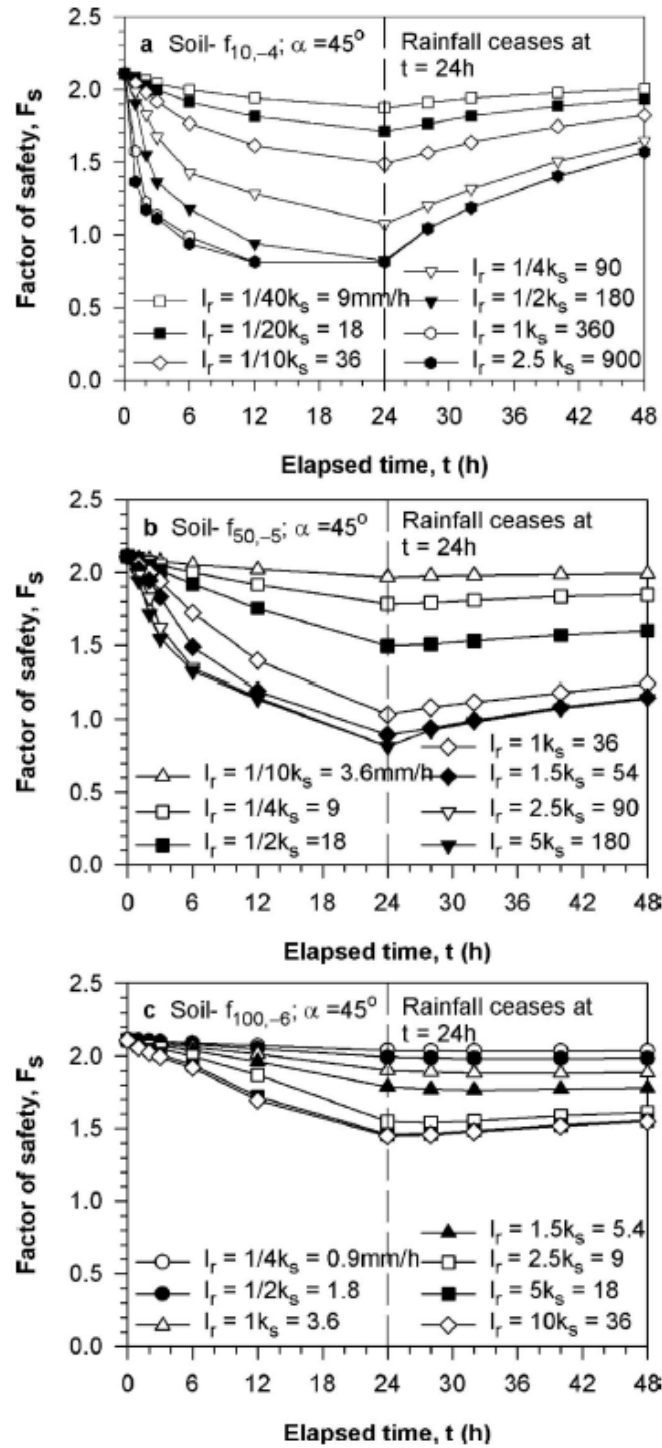 a Soil- f10,–4; α =45° Rainfall ceases at
t = 24h
Factor of safety, Fs
2.5
2.0
1.5
1.0
0.5
0.0
Ir = 1/40ks = 9mm/h
Ir = 1/20ks = 18
Ir = 1/10ks = 36
Ir = 1/4ks = 90
Ir = 1/2ks = 180
Ir = 1ks = 360
Ir = 2.5 ks = 900
0 6 12 18 24 30 36 42 48
Elapsed time, t (h)
b Soil- f50,–5; α =45° Rainfall ceases at
t = 24h
Factor of safety, Fs
2.5
2.0
1.5
1.0
0.5
0.0
Ir = 1/10ks = 3.6mm/h
Ir = 1/4ks = 9
Ir = 1/2ks =18
Ir = 1ks = 36
Ir = 1.5ks = 54
Ir = 2.5ks = 90
Ir = 5ks = 180
0 6 12 18 24 30 36 42 48
Elapsed time, t (h)
c Soil- f100,–6; α =45° Rainfall ceases at
t = 24h
Factor of safety, Fs
2.5
2.0
1.5
1.0
0.5
0.0
Ir = 1/4ks = 0.9mm/h
Ir = 1/2ks = 1.8
Ir = 1ks = 3.6
Ir = 1.5ks = 5.4
Ir = 2.5ks = 9
Ir = 5ks = 18
Ir = 10ks = 36
0 6 12 18 24 30 36 42 48
Elapsed time, t (h)